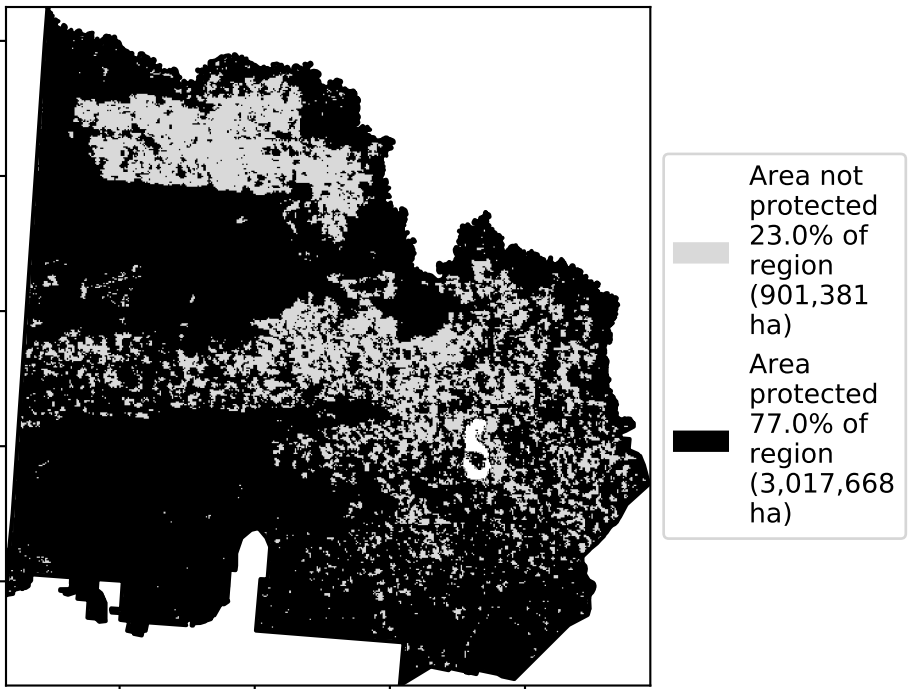 Area not
protected
23.0% of
region
(901,381
ha)
Area
protected
77.0% of
region
(3,017,668
ha)